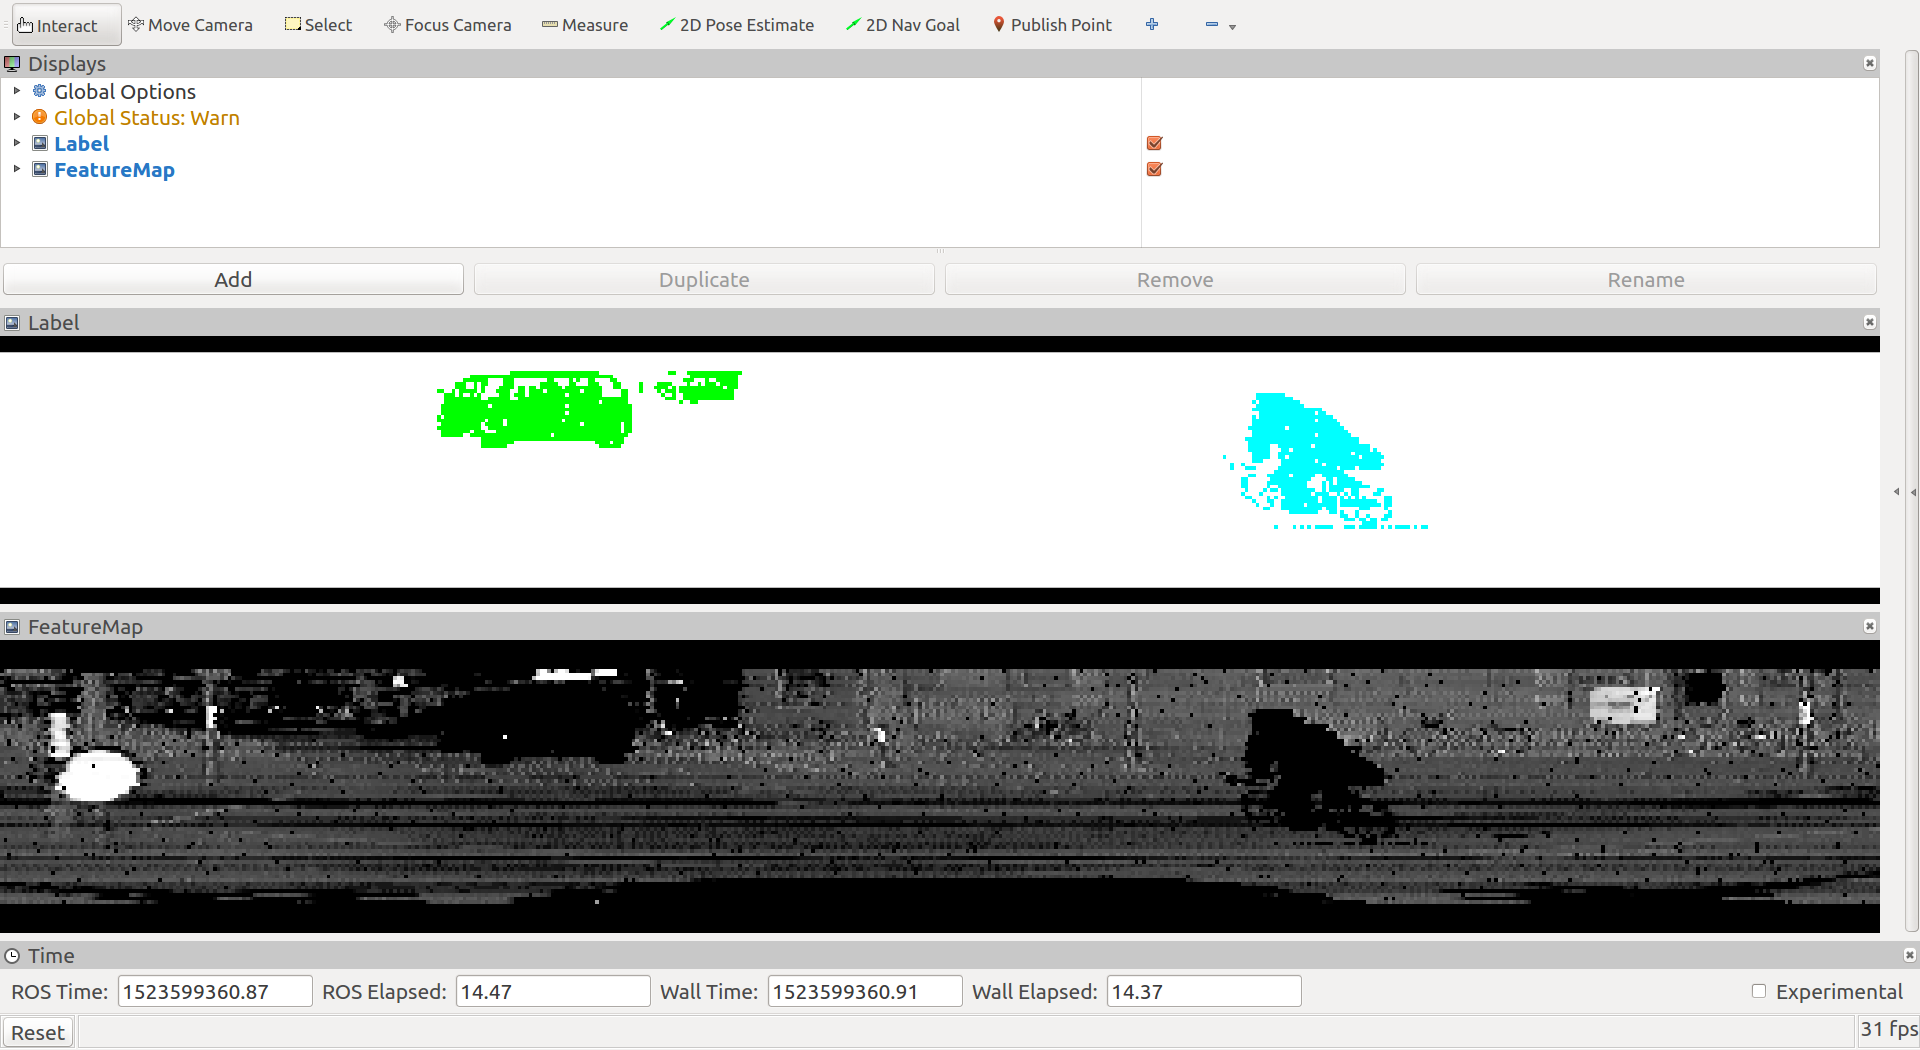 Interact Move Camera Select Focus Camera Measure 2D Pose Estimate 2D Nav Goal Publish Point
Displays
Global Options
Global Status: Warn
Label
FeatureMap
Add Duplicate Remove Rename
Label
FeatureMap
Time
ROS Time: 1523599360.87 ROS Elapsed: 14.47 Wall Time: 1523599360.91 Wall Elapsed: 14.37 Experimental
Reset 31 fps